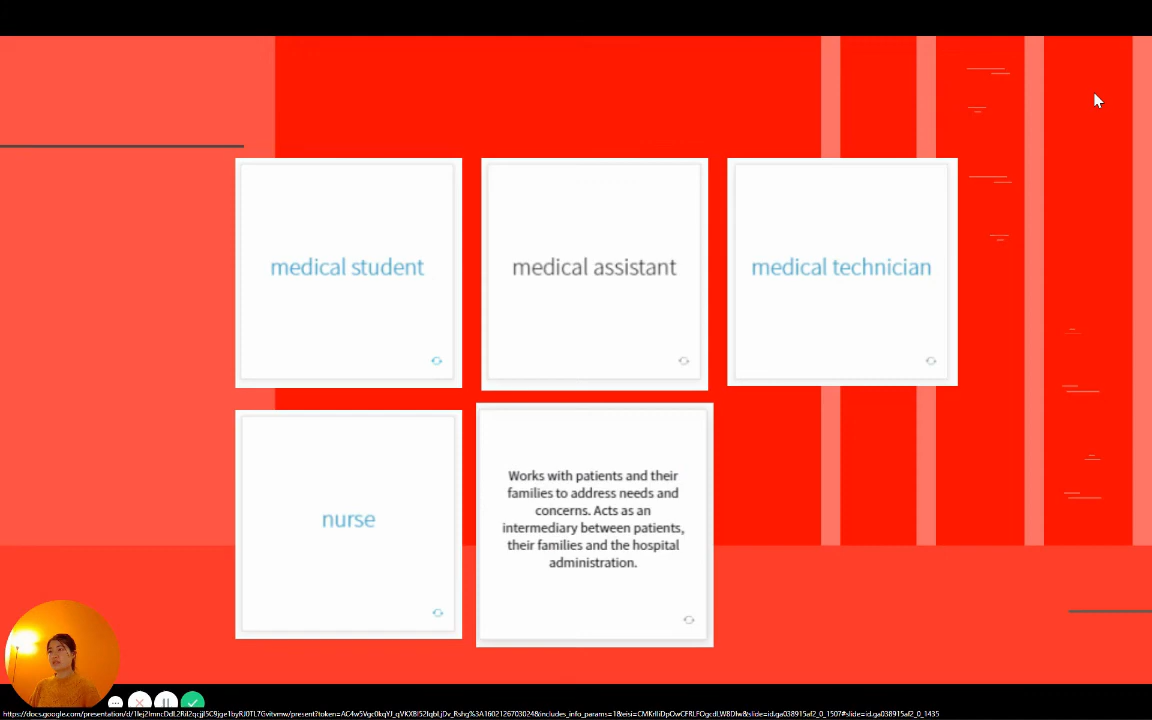 medical student
medical assistant
medical technician
nurse
Works with patients and their
families to address needs and
concerns. Acts as an
intermediary between patients,
their families and the hospital
administration.